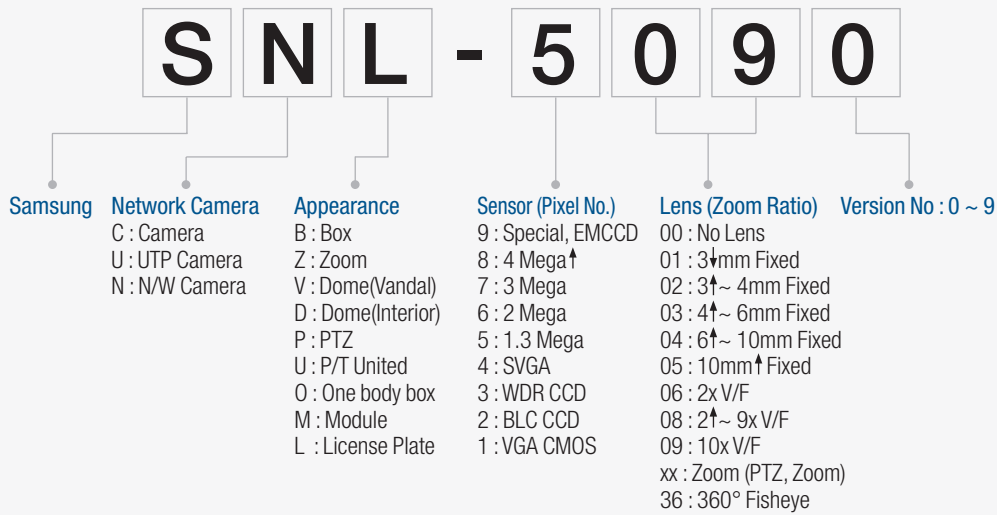 SNL-5090
Samsung
Network Camera
C : Camera
U : UTP Camera
N : N/W Camera
Appearance
B : Box
Z : Zoom
V : Dome(Vandal)
D : Dome(Interior)
P : PTZ
U : P/T United
O : One body box
M : Module
L : License Plate
Sensor (Pixel No.)
9 : Special, EMCCD
8 : 4 Mega↑
7 : 3 Mega
6 : 2 Mega
5 : 1.3 Mega
4 : SVGA
3 : WDR CCD
2 : BLC CCD
1 : VGA CMOS
Lens (Zoom Ratio)
00 : No Lens
01 : 3↓mm Fixed
02 : 3↑~ 4mm Fixed
03 : 4↑~ 6mm Fixed
04 : 6↑~ 10mm Fixed
05 : 10mm↑ Fixed
06 : 2x V/F
08 : 2↑~ 9x V/F
09 : 10x V/F
xx : Zoom (PTZ, Zoom)
36 : 360° Fisheye
Version No : 0 ~ 9